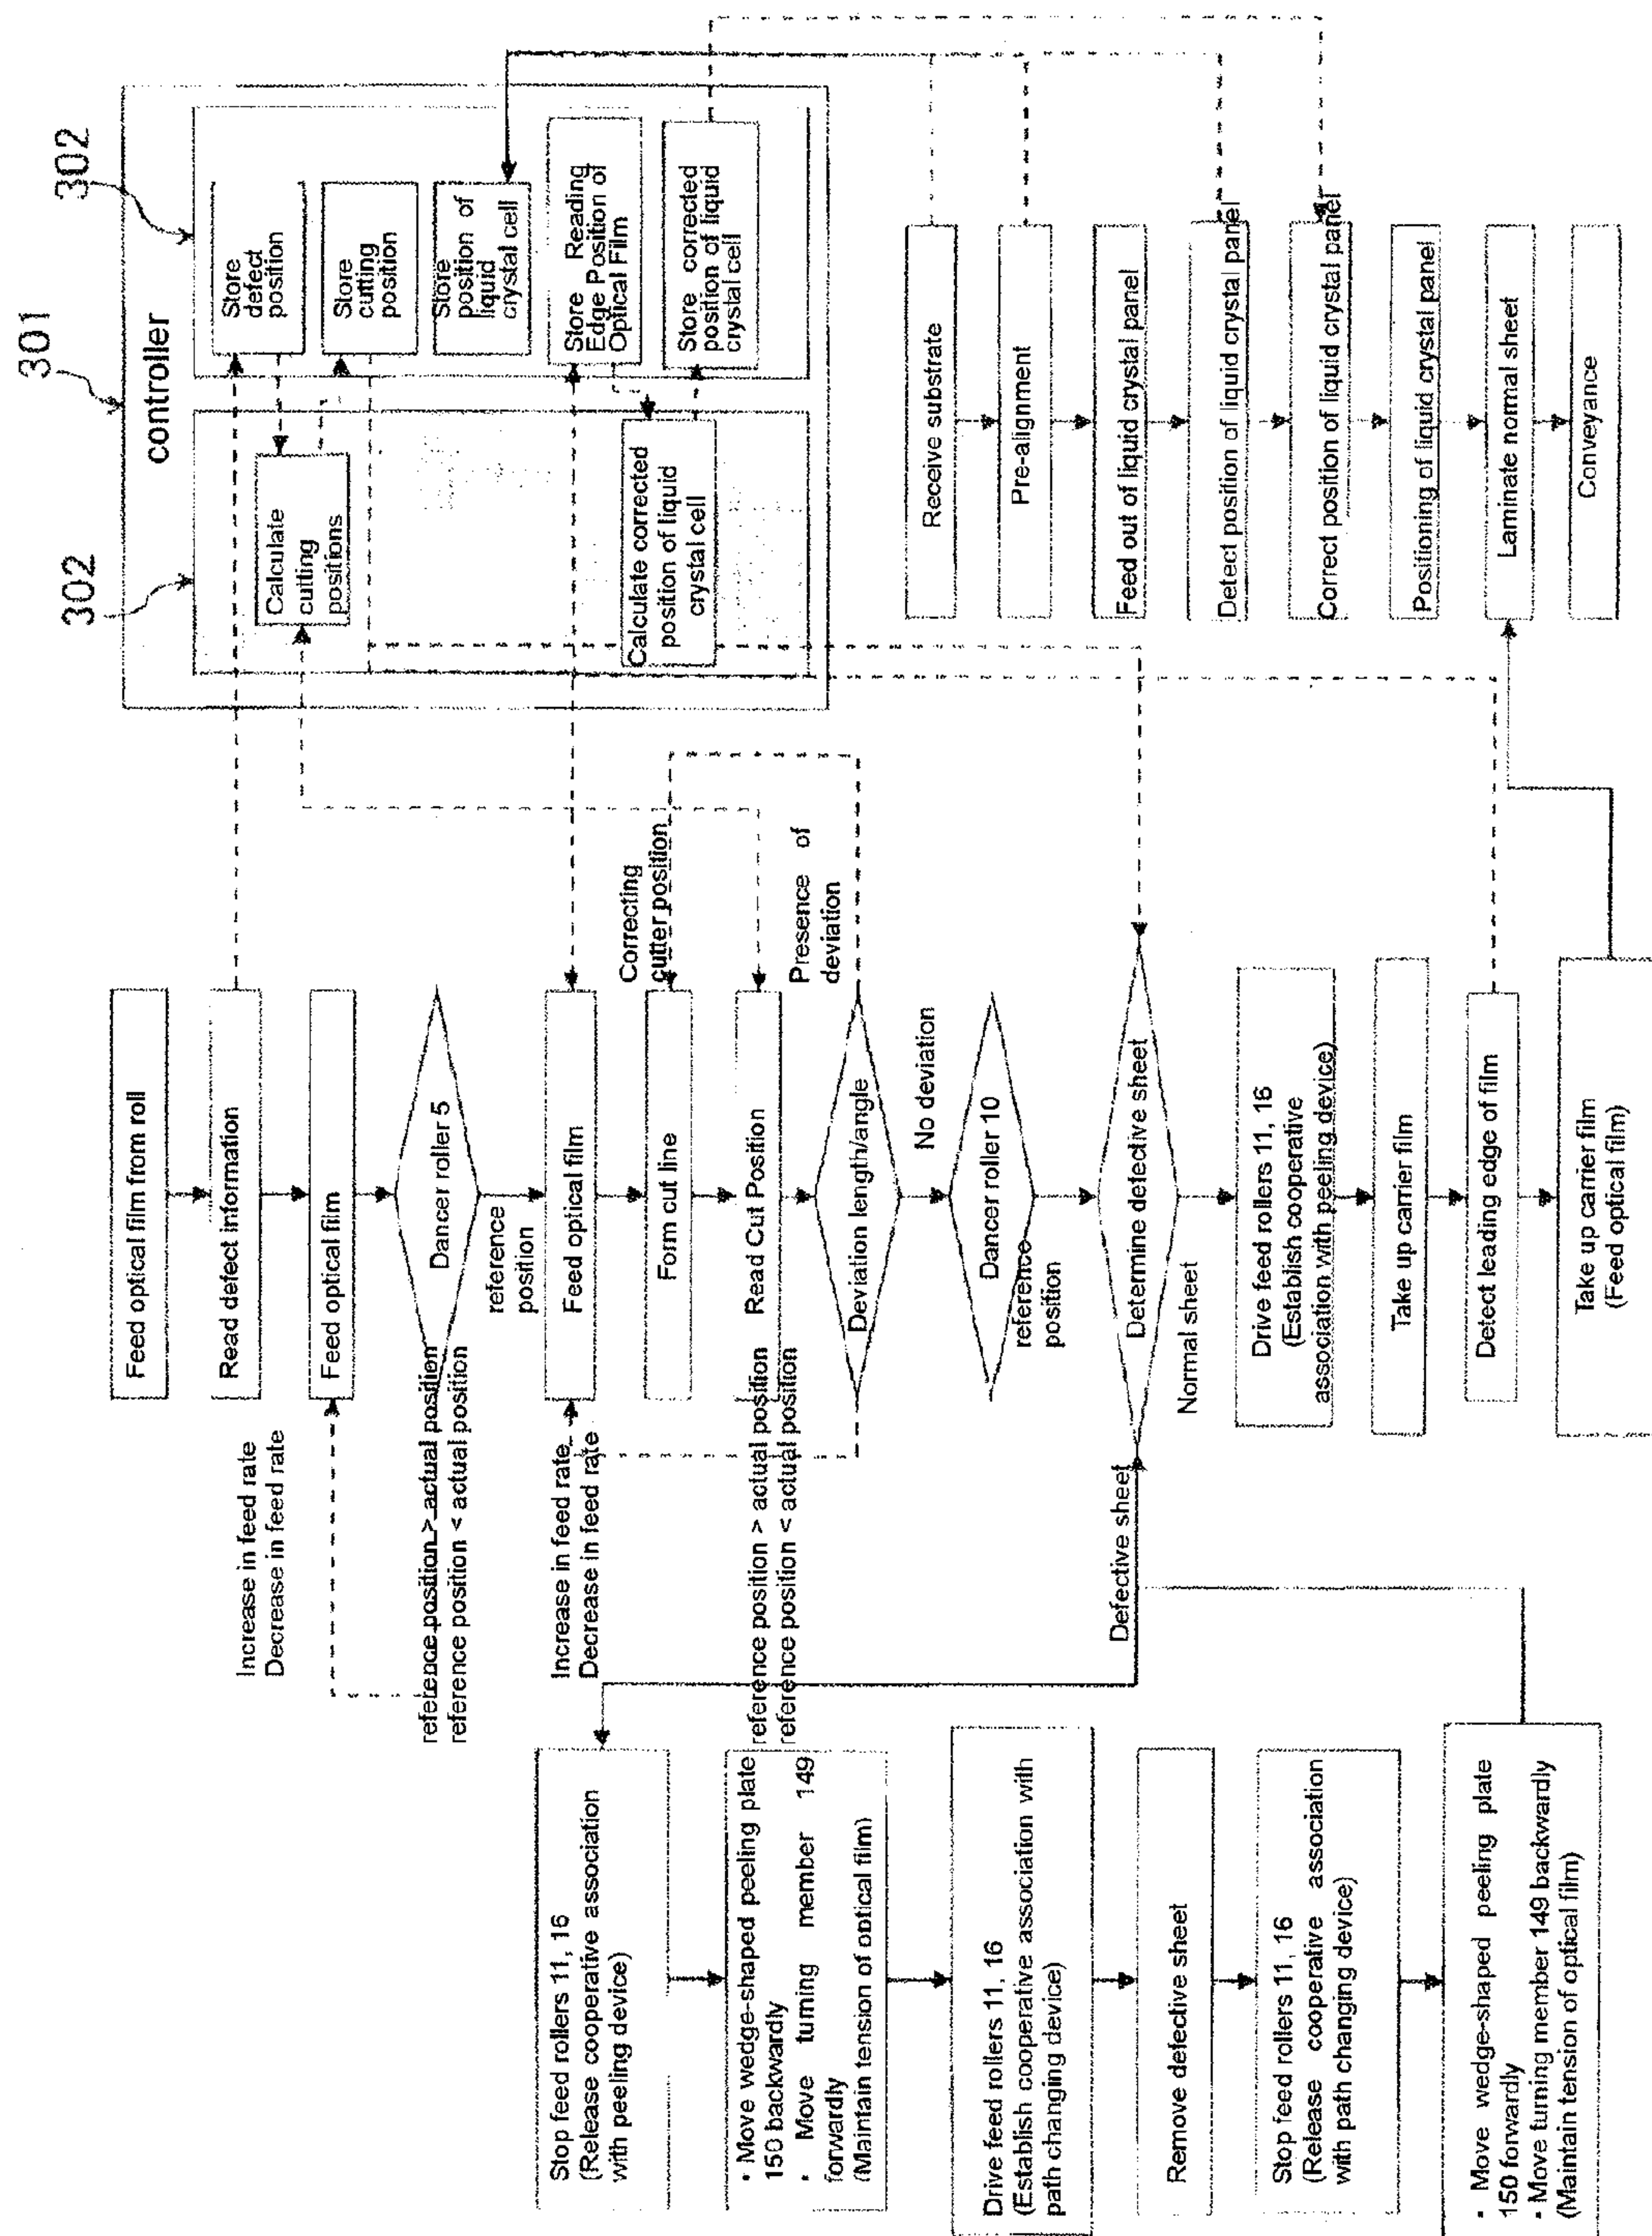 301
302
302
controller
Store
defect
position
Store
cutting
position
Store
position of
liquid
crystal cell
Store Reading
Edge Position of
Optical Film
Store corrected
position of liquid
crystal cell
Calculate
cutting
positions
Calculate corrected
position of liquid
crystal cell
Receive substrate
Pre-alignment
Feed out of liquid crystal panel
Detect position of liquid crystal panel
Correct position of liquid crystal panel
Positioning of liquid crystal panel
Laminate normal sheet
Conveyance
Feed optical film from roll
Read defect information
Feed optical film
Dancer roller 5
Increase in feed rate
Decrease in feed rate
reference position > actual position
reference position < actual position
reference
position
Feed optical film
Form cut line
Correcting
cutter position
Read Cut Position
Presence of
deviation
Deviation length/angle
No deviation
Increase in feed rate
Decrease in feed rate
reference position > actual position
reference position < actual position
Dancer roller 10
reference
position
Determine defective sheet
Normal sheet
Defective sheet
Drive feed rollers 11, 16
(Establish cooperative
association with peeling device)
Take up carrier film
Detect leading edge of film
Take up carrier film
(Feed optical film)
Stop feed rollers 11, 16
(Release cooperative association
with peeling device)
• Move wedge-shaped peeling plate
150 backwardly
• Move turning member 149
forwardly
(Maintain tension of optical film)
Drive feed rollers 11, 16
(Establish cooperative association with
path changing device)
Remove defective sheet
Stop feed rollers 11, 16
(Release cooperative association
with path changing device)
• Move wedge-shaped peeling plate
150 forwardly
• Move turning member 149 backwardly
(Maintain tension of optical film)